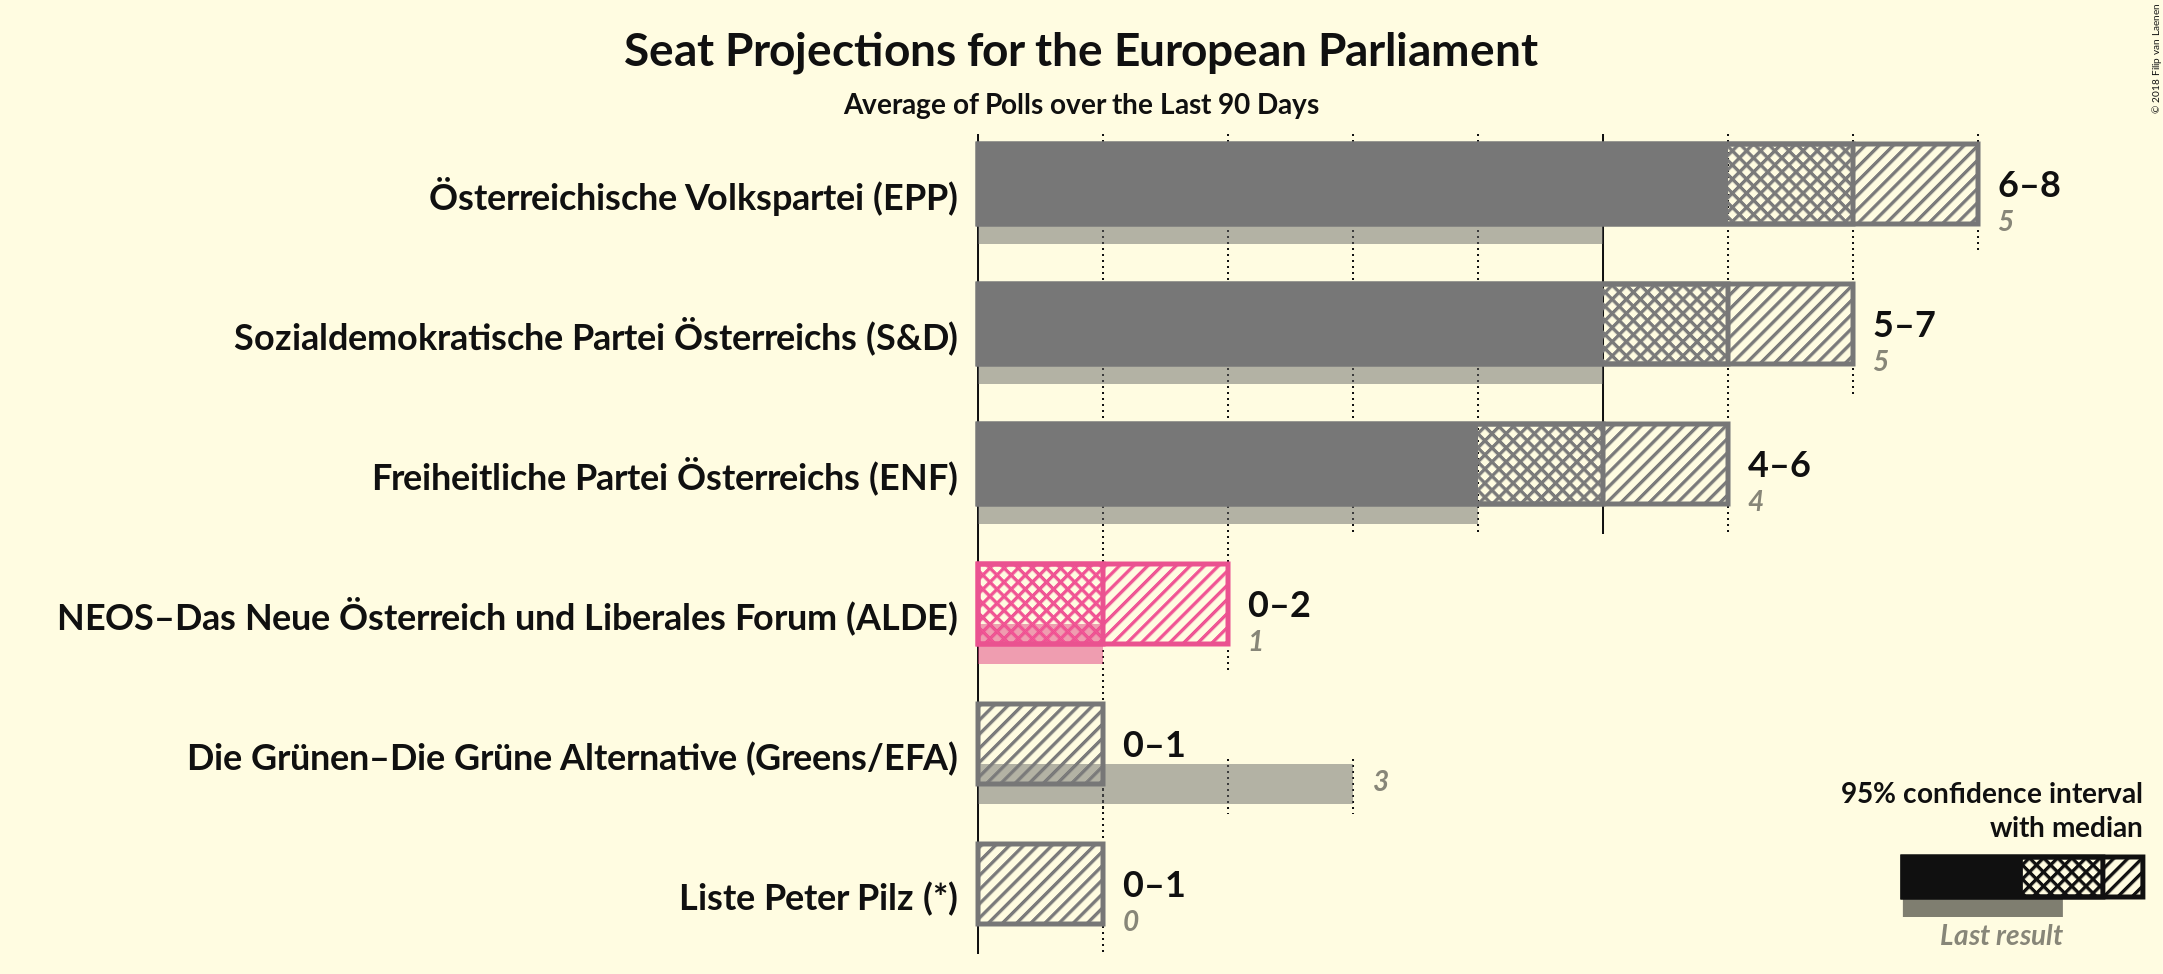 Seat Projections for the European Parliament
Average of Polls over the Last 90 Days
© 2018 Filip van Laenen
Österreichische Volkspartei (EPP)
6–8
5
Sozialdemokratische Partei Österreichs (S&D)
5–7
5
Freiheitliche Partei Österreichs (ENF)
4–6
4
NEOS–Das Neue Österreich und Liberales Forum (ALDE)
0–2
1
Die Grünen–Die Grüne Alternative (Greens/EFA)
0–1
3
Liste Peter Pilz (*)
0–1
0
95% confidence interval
with median
Last result